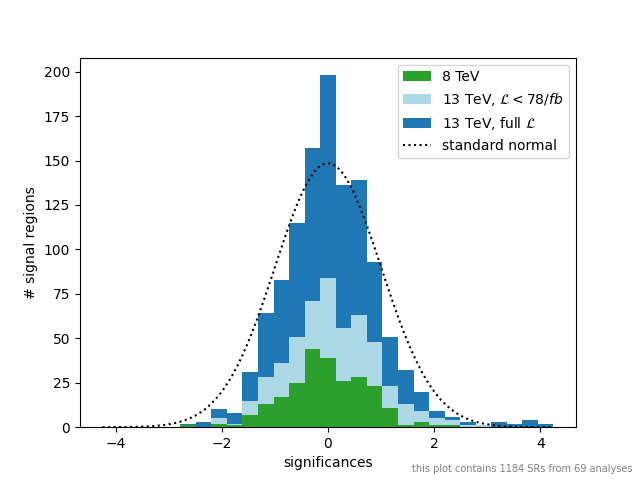 200
175
150
125
100
75
50
25
0
# signal regions
8 TeV
13 TeV, ℒ < 78/fb
13 TeV, full ℒ
standard normal
−4
−2
0
2
4
significances
this plot contains 1184 SRs from 69 analyses